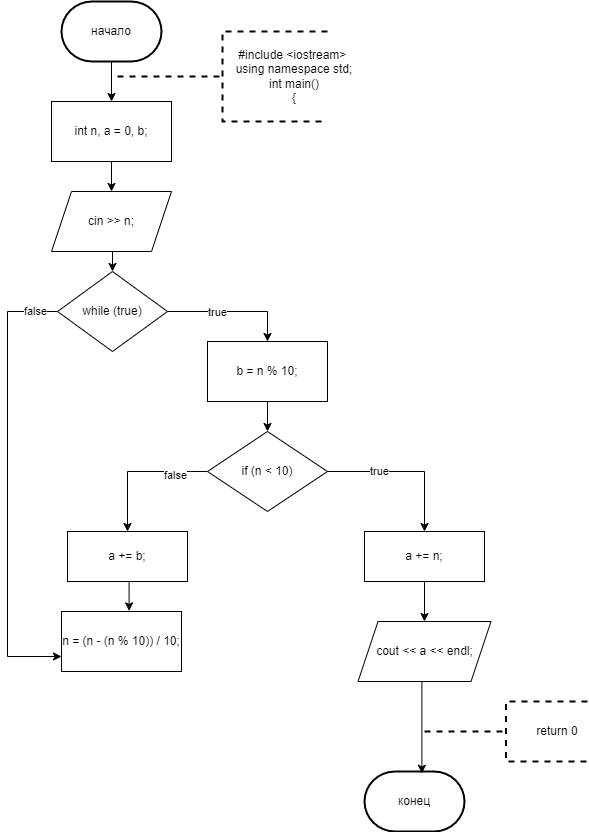 начало
#include <iostream>
using namespace std;
int main()
{
int n, a = 0, b;
cin >> n;
while (true)
false
true
b = n % 10;
if (n < 10)
false
true
a += b;
a += n;
n = (n - (n % 10)) / 10;
cout << a << endl;
return 0
конец